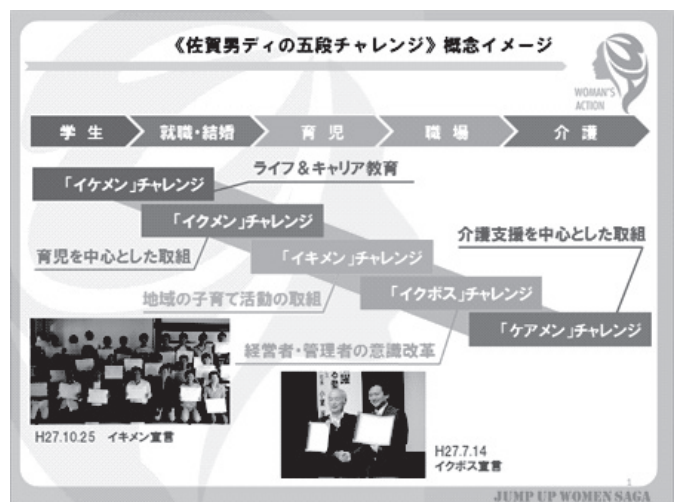 《佐賀男ディの五段チャレンジ》概念イメージ
WOMAN'S
ACTION
学生
就職・結婚
育児
職場
介護
「イケメン」チャレンジ
ライフ&キャリア教育
「イクメン」チャレンジ
育児を中心とした取組
「イキメン」チャレンジ
地域の子育て活動の取組
介護支援を中心とした取組
「イクボス」チャレンジ
経営者・管理者の意識改革
「ケアメン」チャレンジ
H27.10.25 イキメン宣言
H27.7.14
イクボス宣言
1
JUMP UP WOMEN SAGA